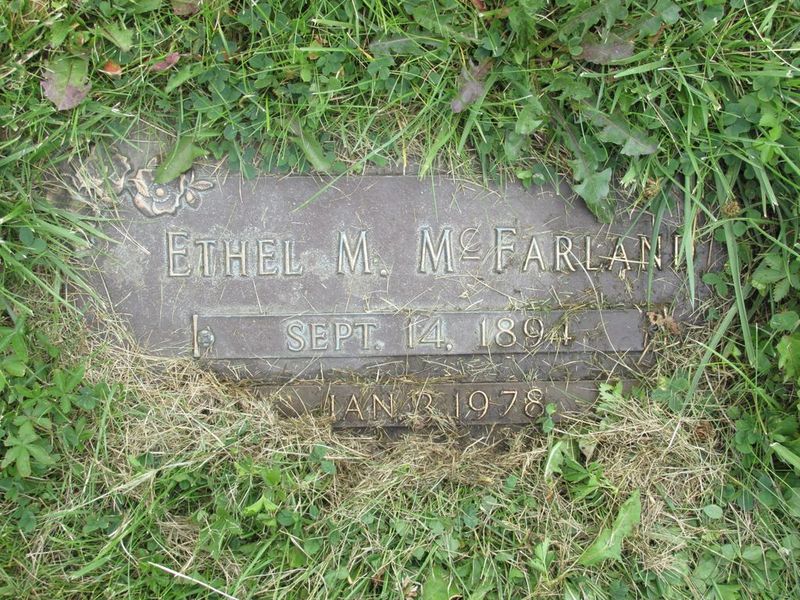 ETHEL M. McFARLAND
SEPT. 14. 1894
JAN 3 1978